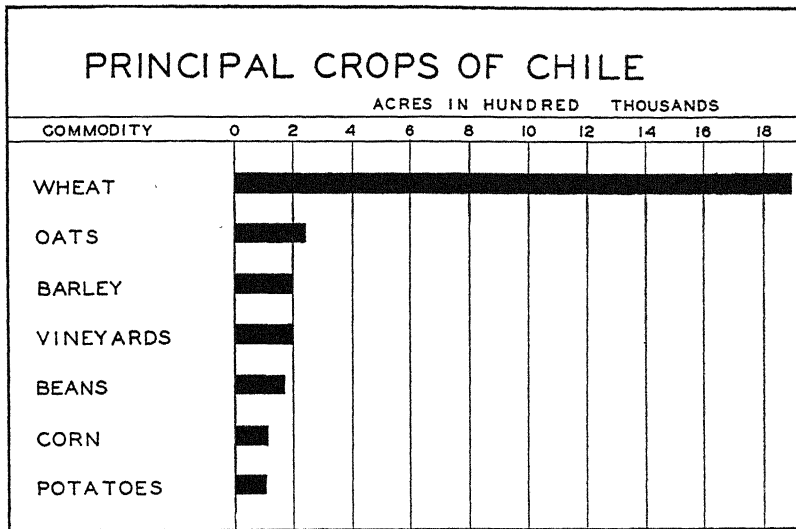 PRINCIPAL CROPS OF CHILE
ACRES IN HUNDRED THOUSANDS
COMMODITY 0 2 4 6 8 10 12 14 16 18
WHEAT
OATS
BARLEY
VINEYARDS
BEANS
CORN
POTATOES